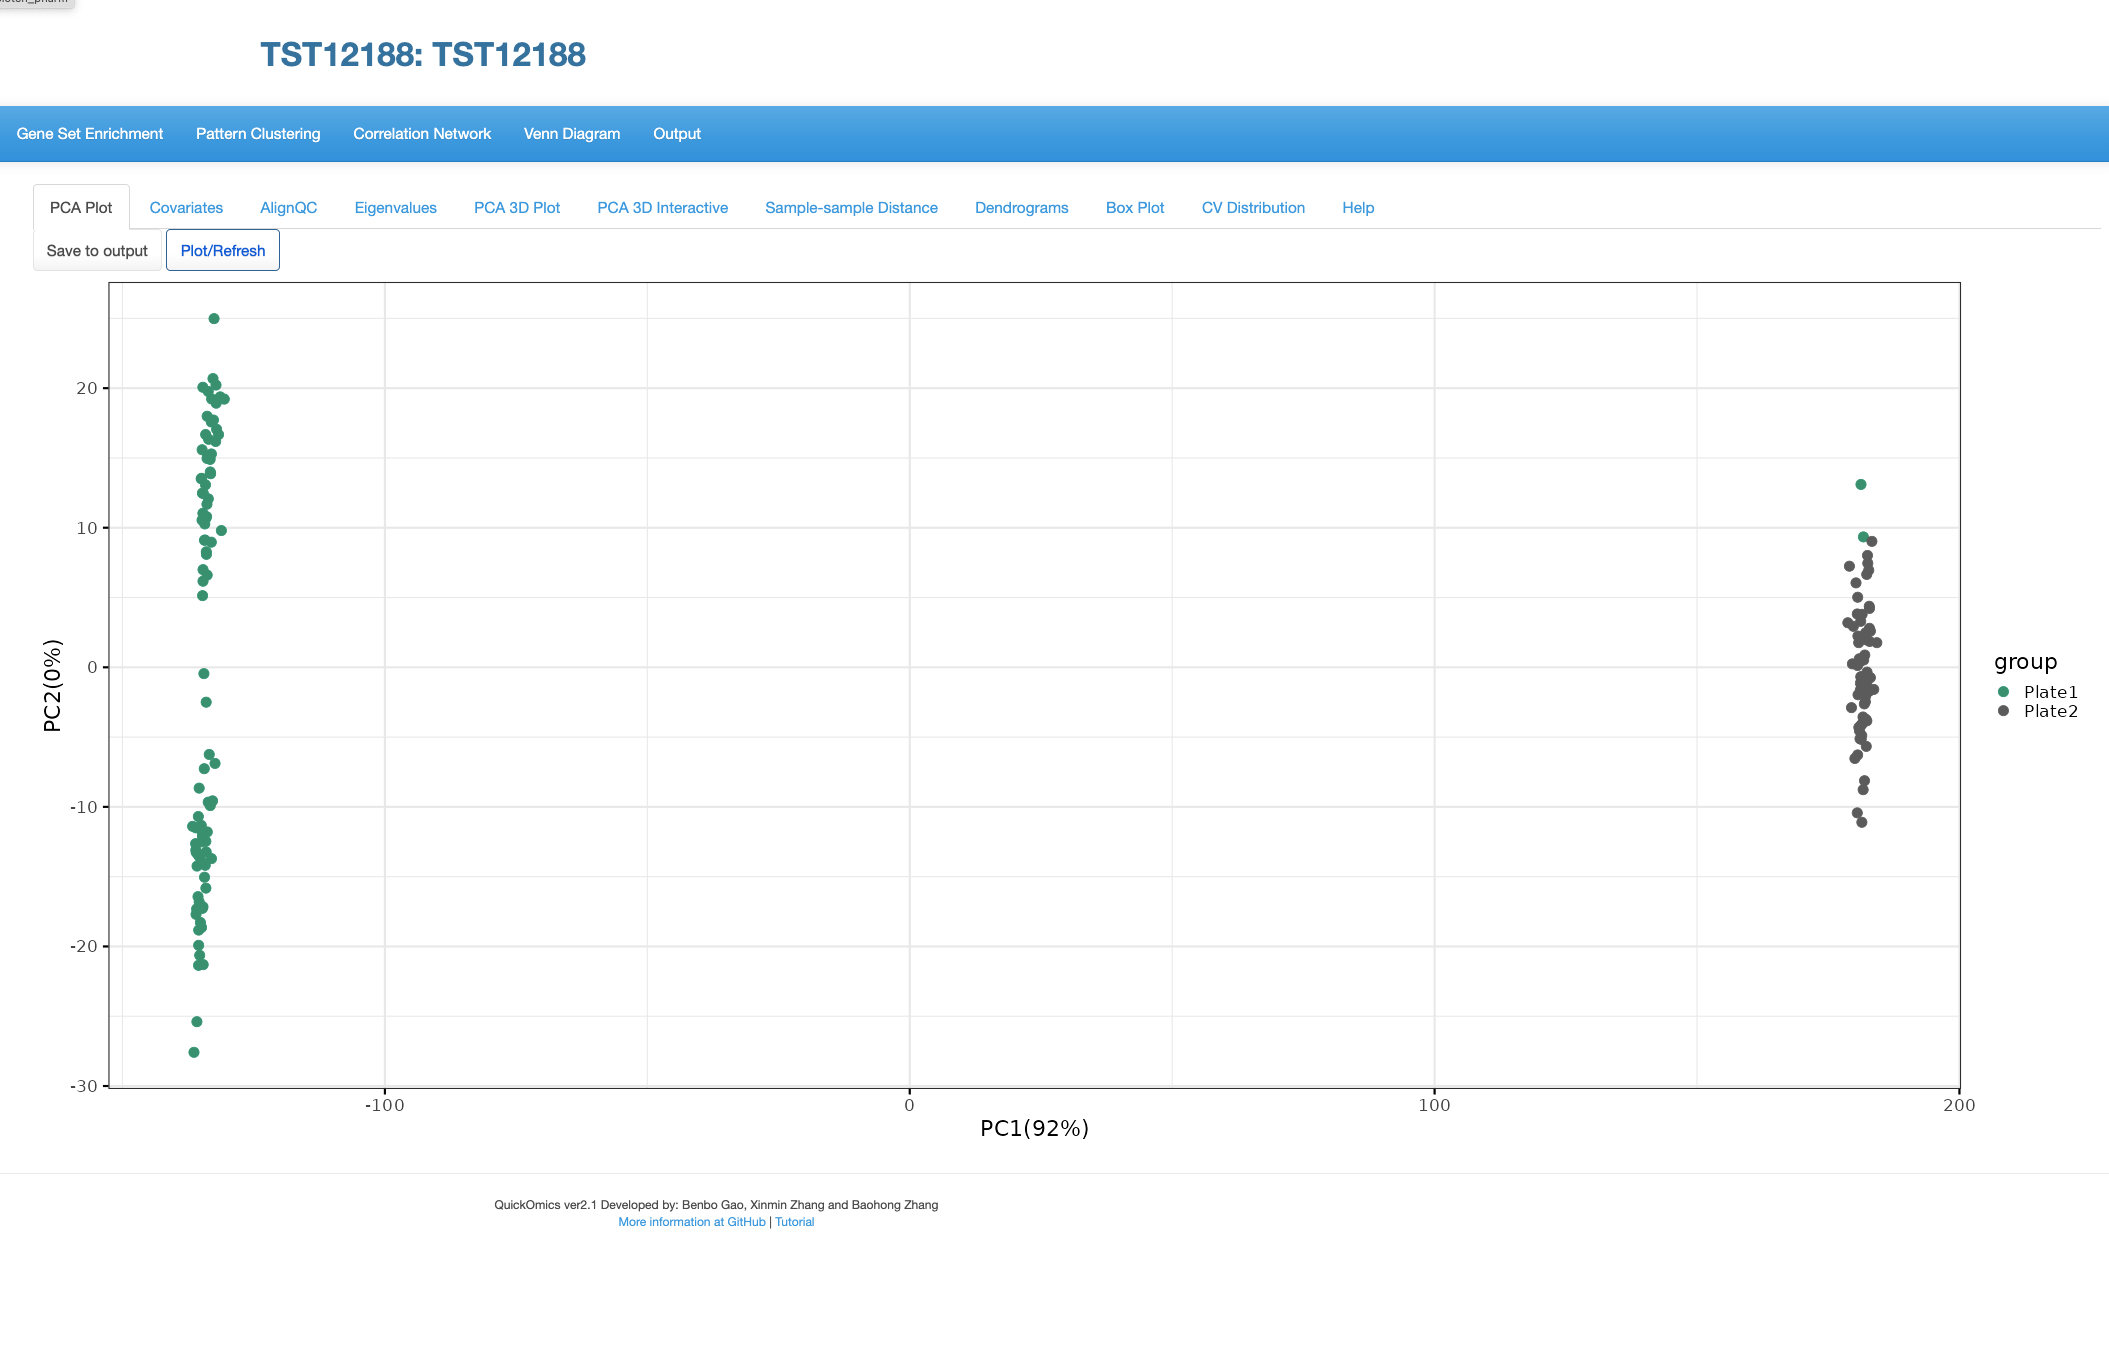 TST12188: TST12188
Gene Set Enrichment Pattern Clustering Correlation Network Venn Diagram Output
PCA Plot Covariates AlignQC Eigenvalues PCA 3D Plot PCA 3D Interactive Sample-sample Distance Dendrograms Box Plot CV Distribution Help
Save to output Plot/Refresh
20
10
0
-10
-20
-30
PC2(0%)
-100 0 100 200
PC1(92%)
group
Plate1
Plate2
QuickOmics ver2.1 Developed by: Benbo Gao, Xinmin Zhang and Baohong Zhang
More information at GitHub | Tutorial